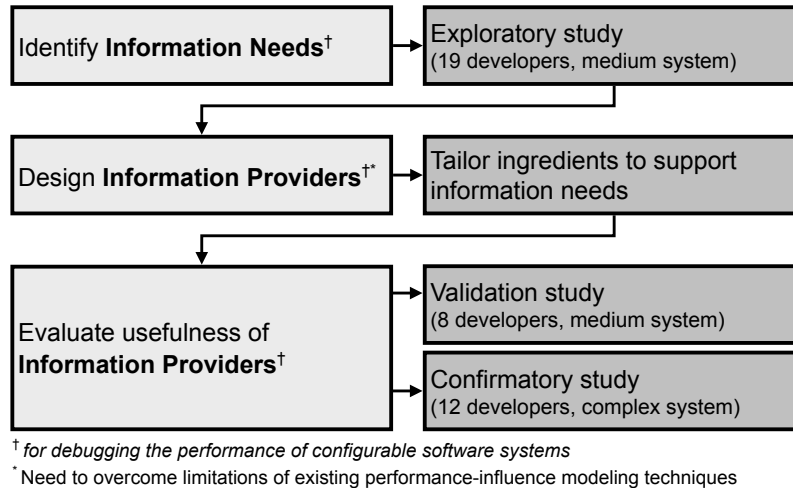 Identify Information Needs†
Exploratory study
(19 developers, medium system)
Design Information Providers†*
Tailor ingredients to support
information needs
Evaluate usefulness of
Information Providers†
Validation study
(8 developers, medium system)
Confirmatory study
(12 developers, complex system)
† for debugging the performance of configurable software systems
* Need to overcome limitations of existing performance-influence modeling techniques